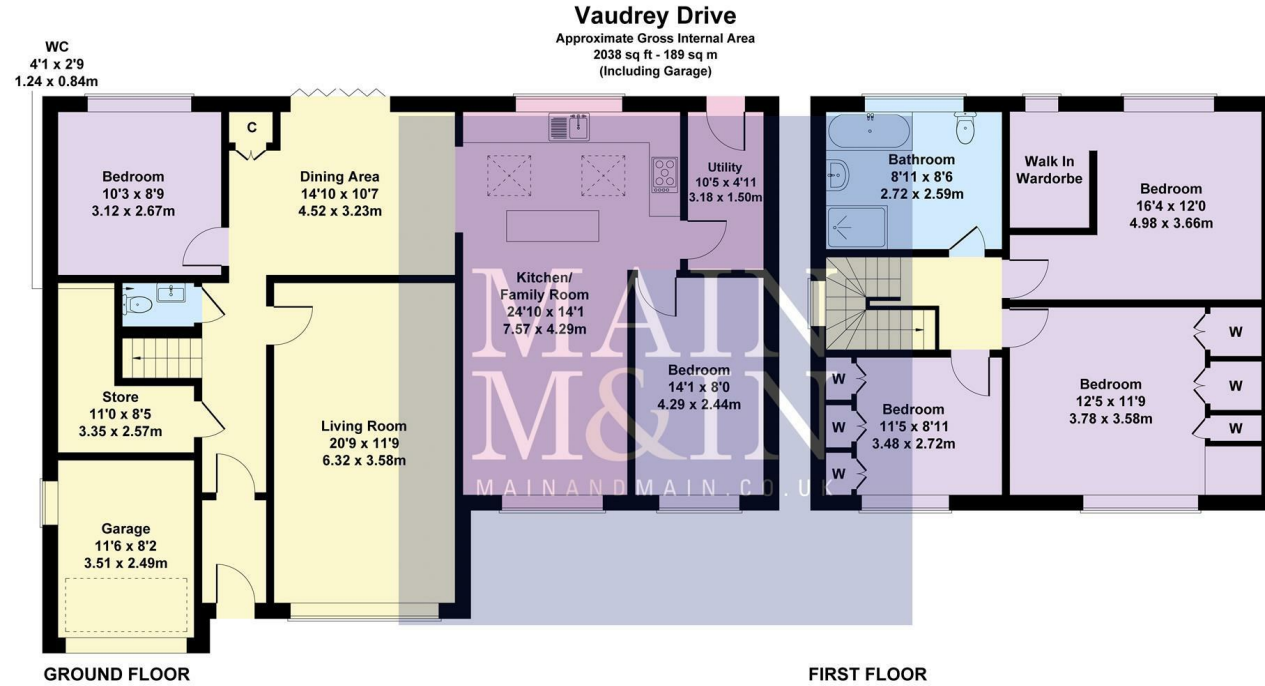 Vaudrey Drive
Approximate Gross Internal Area
2038 sq ft - 189 sq m
(Including Garage)
WC
4'1 x 2'9
1.24 x 0.84m
Bedroom
10'3 x 8'9
3.12 x 2.67m
C
Dining Area
14'10 x 10'7
4.52 x 3.23m
Utility
10'5 x 4'11
3.18 x 1.50m
Kitchen/
Family Room
24'10 x 14'1
7.57 x 4.29m
Bedroom
14'1 x 8'0
4.29 x 2.44m
Store
11'0 x 8'5
3.35 x 2.57m
Living Room
20'9 x 11'9
6.32 x 3.58m
Garage
11'6 x 8'2
3.51 x 2.49m
GROUND FLOOR
Bathroom
8'11 x 8'6
2.72 x 2.59m
Walk In
Wardorbe
Bedroom
16'4 x 12'0
4.98 x 3.66m
W
W
W
Bedroom
11'5 x 8'11
3.48 x 2.72m
Bedroom
12'5 x 11'9
3.78 x 3.58m
W
W
W
FIRST FLOOR
MAIN
M&IN
MAINANDMAIN.CO.UK